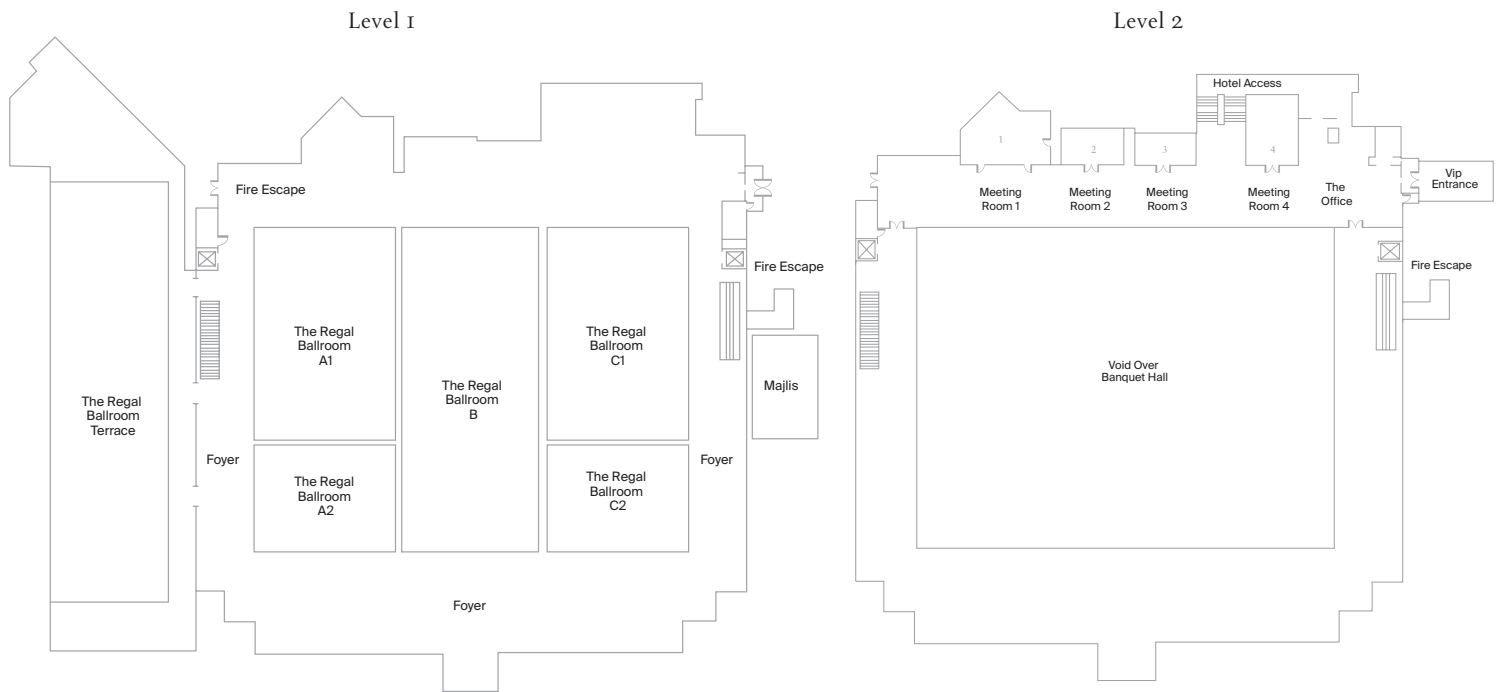 Level 1
Fire Escape
Fire Escape
The Regal
Ballroom
A1
The Regal
Ballroom
C1
The Regal
Ballroom
B
Majlis
The Regal
Ballroom
Terrace
Foyer
Foyer
The Regal
Ballroom
A2
The Regal
Ballroom
C2
Foyer
Level 2
Hotel Access
1
2
3
4
Vip
Entrance
Meeting
Room 1
Meeting
Room 2
Meeting
Room 3
Meeting
Room 4
The
Office
Fire Escape
Void Over
Banquet Hall